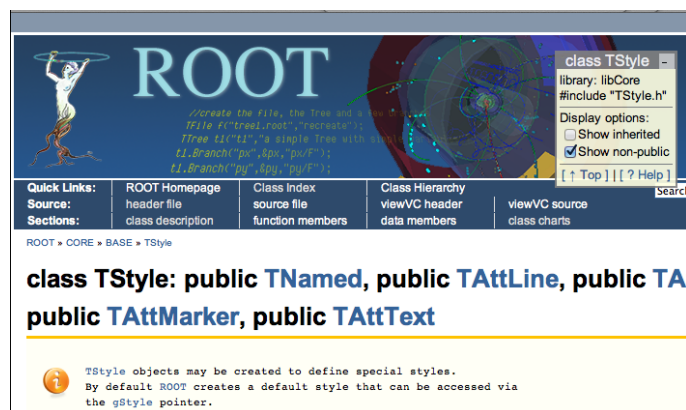 ROOT
//create the file, the Tree and a
TFile f("tree1.root","recreate");
TTree t1("t1","a simple Tree with simple
t1.Branch("px",&px,"px/F");
t1.Branch("py",&py,"py/F");
class TStyle -
library: libCore
#include "TStyle.h"
Display options:
Show inherited
Show non-public
[ ↑ Top ] | [ ? Help ]
Quick Links: ROOT Homepage Class Index Class Hierarchy
Search
Source: header file source file viewVC header viewVC source
Sections: class description function members data members class charts
ROOT » CORE » BASE » TStyle
class TStyle: public TNamed, public TAttLine, public TA
public TAttMarker, public TAttText
TStyle objects may be created to define special styles.
By default ROOT creates a default style that can be accessed via
the gStyle pointer.